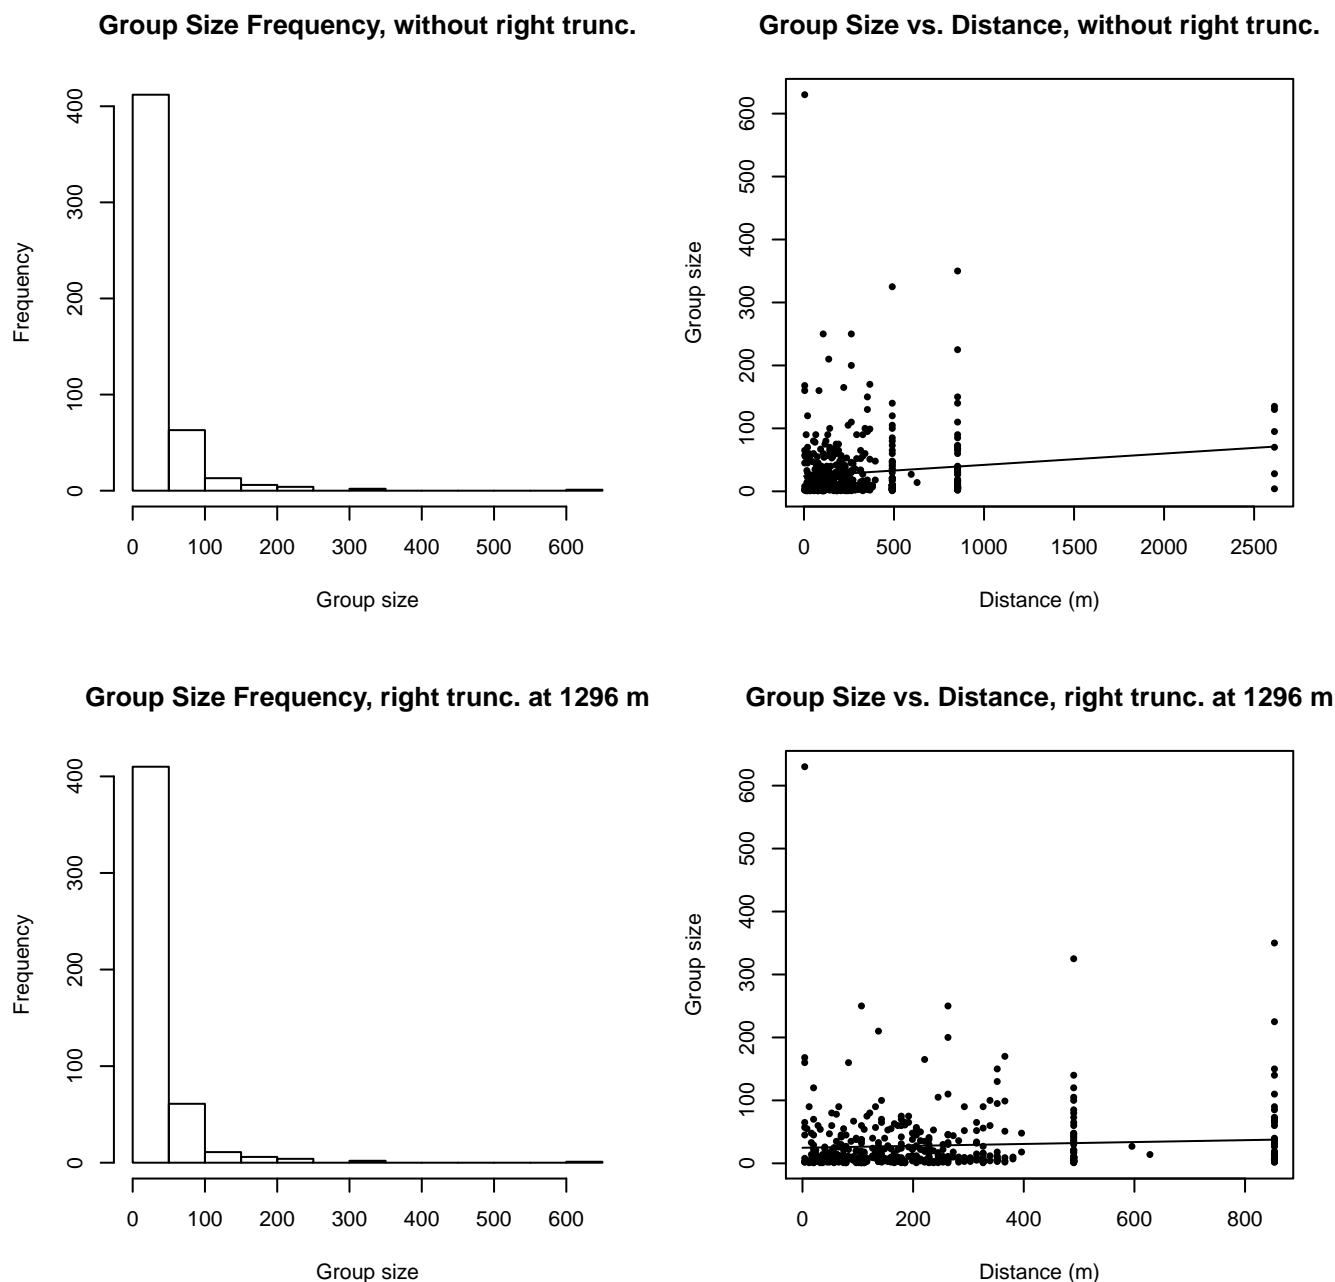 Group Size Frequency, without right trunc.
Frequency
400
300
200
100
0
0 100 200 300 400 500 600
Group size
Group Size vs. Distance, without right trunc.
Group size
600
500
400
300
200
100
0
0 500 1000 1500 2000 2500
Distance (m)
Group Size Frequency, right trunc. at 1296 m
Frequency
400
300
200
100
0
0 100 200 300 400 500 600
Group size
Group Size vs. Distance, right trunc. at 1296 m
Group size
600
500
400
300
200
100
0
0 200 400 600 800
Distance (m)